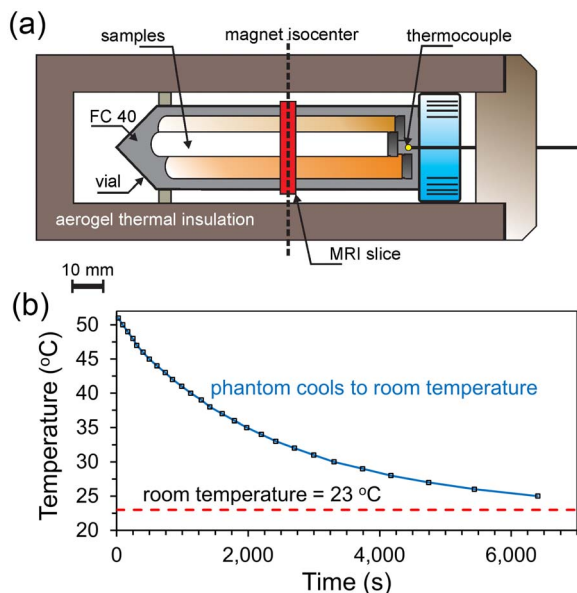 (a)
samples
magnet isocenter
thermocouple
FC 40
vial
aerogel thermal insulation
MRI slice
10 mm
(b)
Temperature (oC)
50
45
40
35
30
25
20
phantom cools to room temperature
room temperature = 23 oC
0
2,000
4,000
6,000
Time (s)